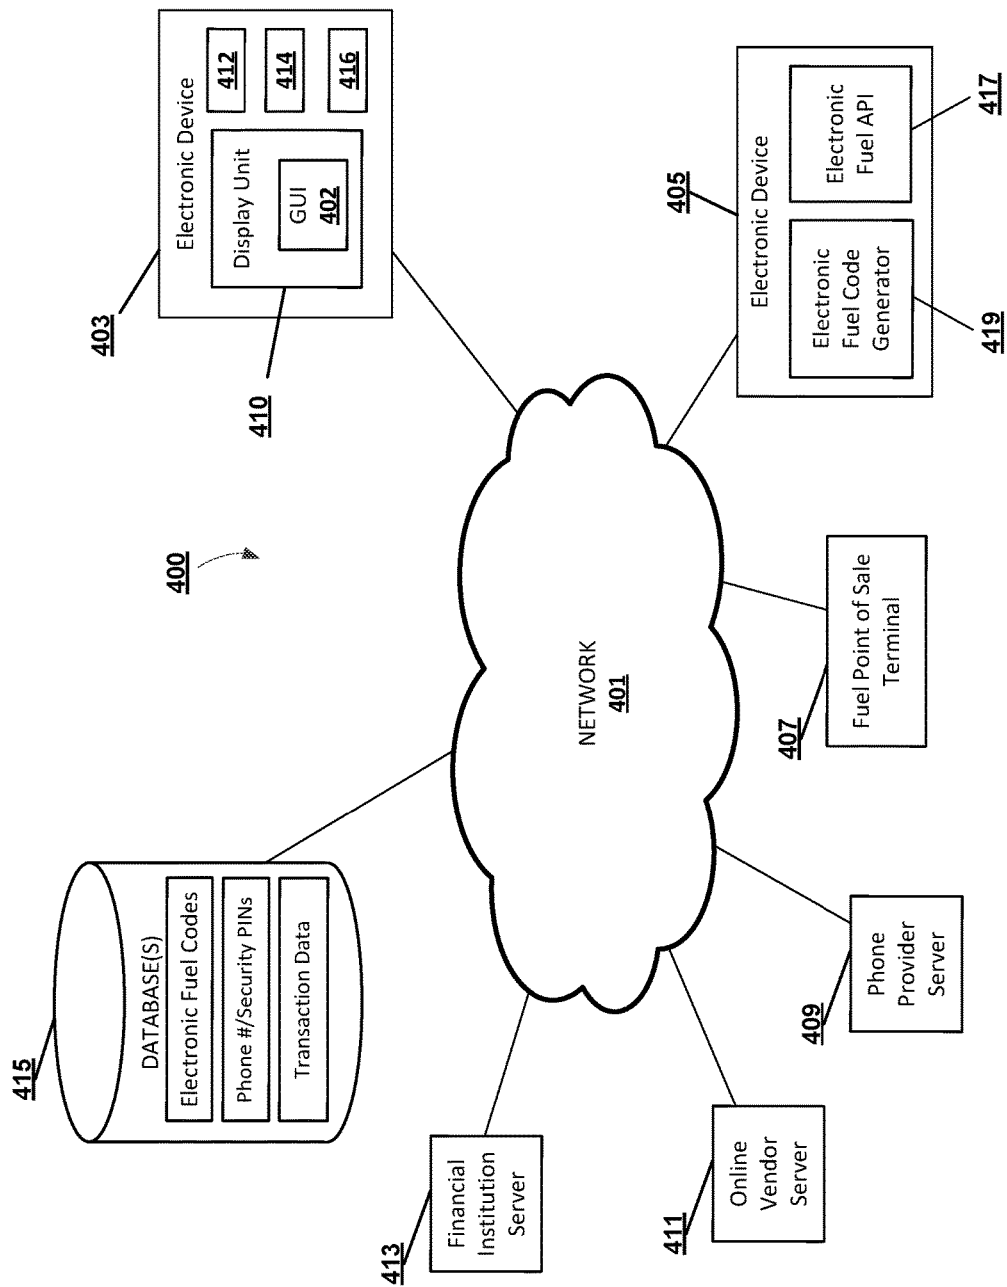 415
DATABASE(S)
Electronic Fuel Codes
Phone #/Security PINs
Transaction Data
400
403
Electronic Device
Display Unit
GUI
402
412
414
416
410
413
Financial
Institution
Server
NETWORK
401
405
Electronic Device
Electronic
Fuel Code
Generator
Electronic
Fuel API
419
417
411
Online
Vendor
Server
409
Phone
Provider
Server
407
Fuel Point of Sale
Terminal